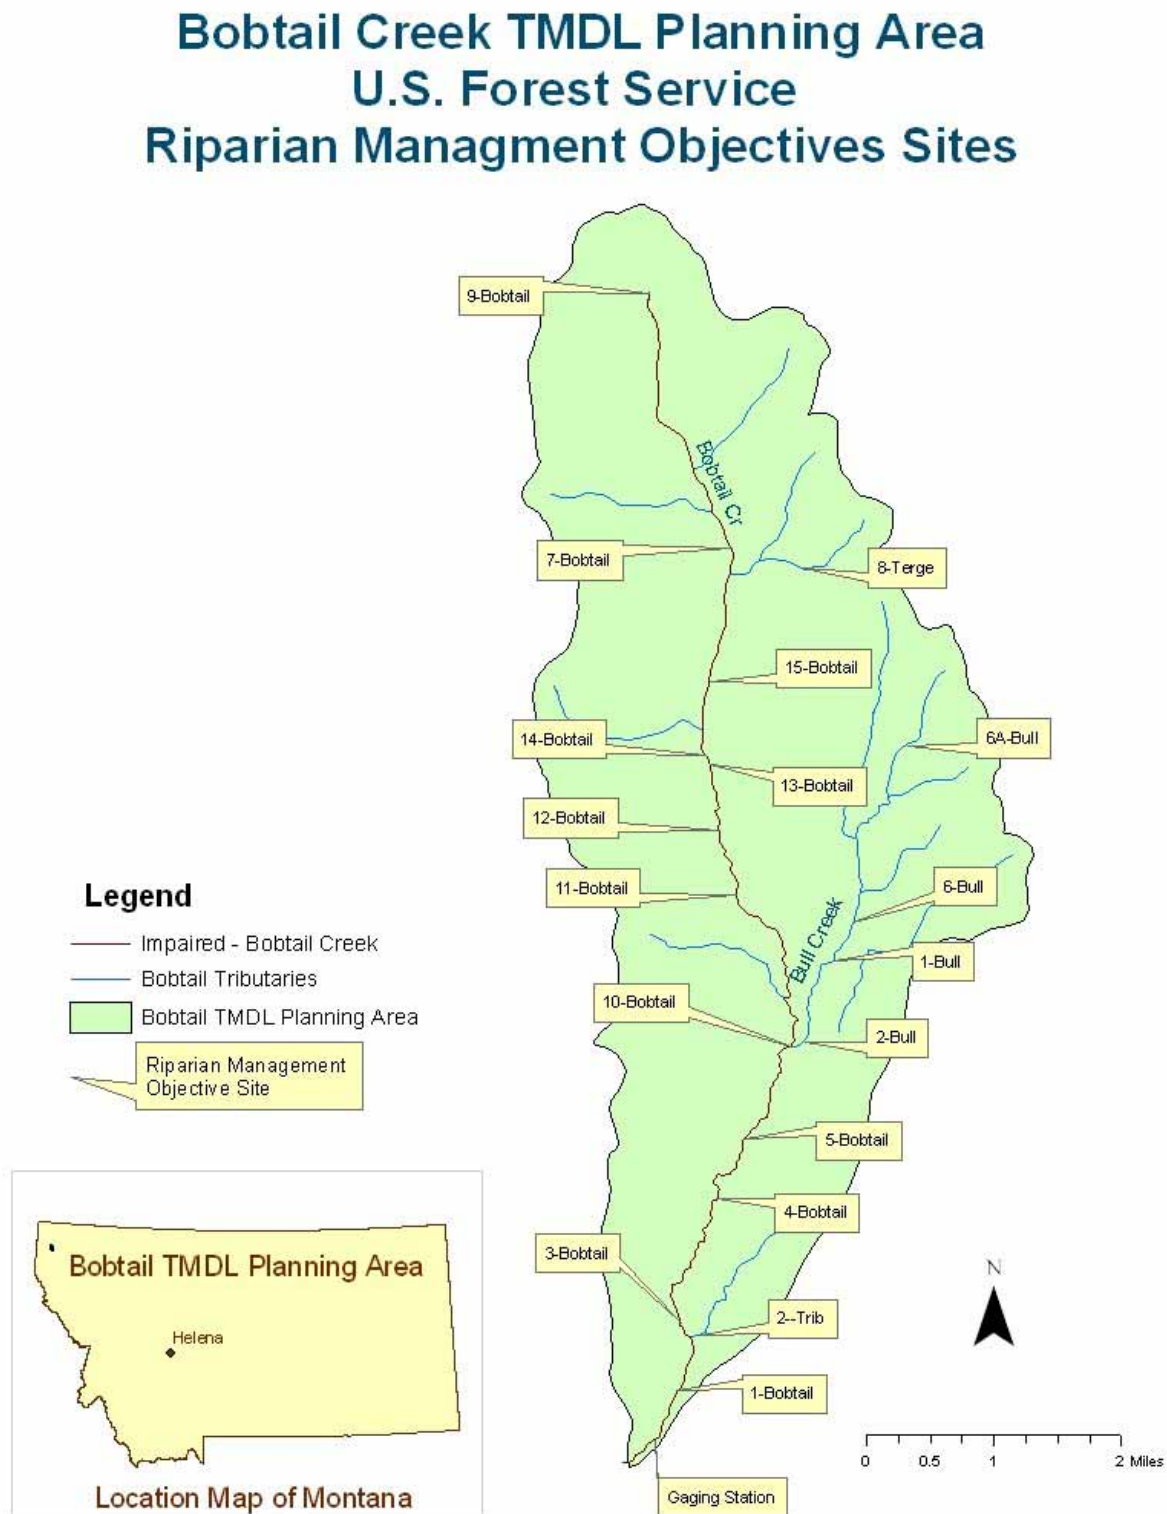 Bobtail Creek TMDL Planning Area
U.S. Forest Service
Riparian Managment Objectives Sites
9-Bobtail
Bobtail Cr
7-Bobtail
8-Terge
15-Bobtail
14-Bobtail
6A-Bull
13-Bobtail
12-Bobtail
11-Bobtail
6-Bull
Bull Creek
1-Bull
10-Bobtail
2-Bull
5-Bobtail
4-Bobtail
3-Bobtail
2--Trib
1-Bobtail
Gaging Station
Legend
Impaired - Bobtail Creek
Bobtail Tributaries
Bobtail TMDL Planning Area
Riparian Management
Objective Site
Bobtail TMDL Planning Area
Helena
Location Map of Montana
N
0 0.5 1 2 Miles